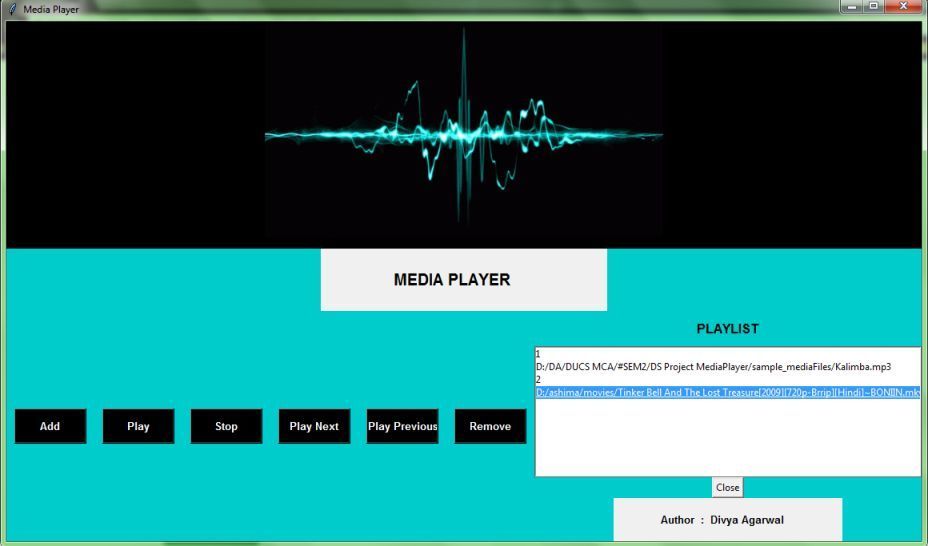 Media Player
MEDIA PLAYER
PLAYLIST
1
D:/DA/DUCS MCA/#SEM2/DS Project MediaPlayer/sample_mediaFiles/Kalimba.mp3
2
D:/ashima/movies/Tinker Bell And The Lost Treasure[2009][720p-Brrip][Hindi]~BONIIN.mk
Add Play Stop Play Next Play Previous Remove
Close
Author : Divya Agarwal